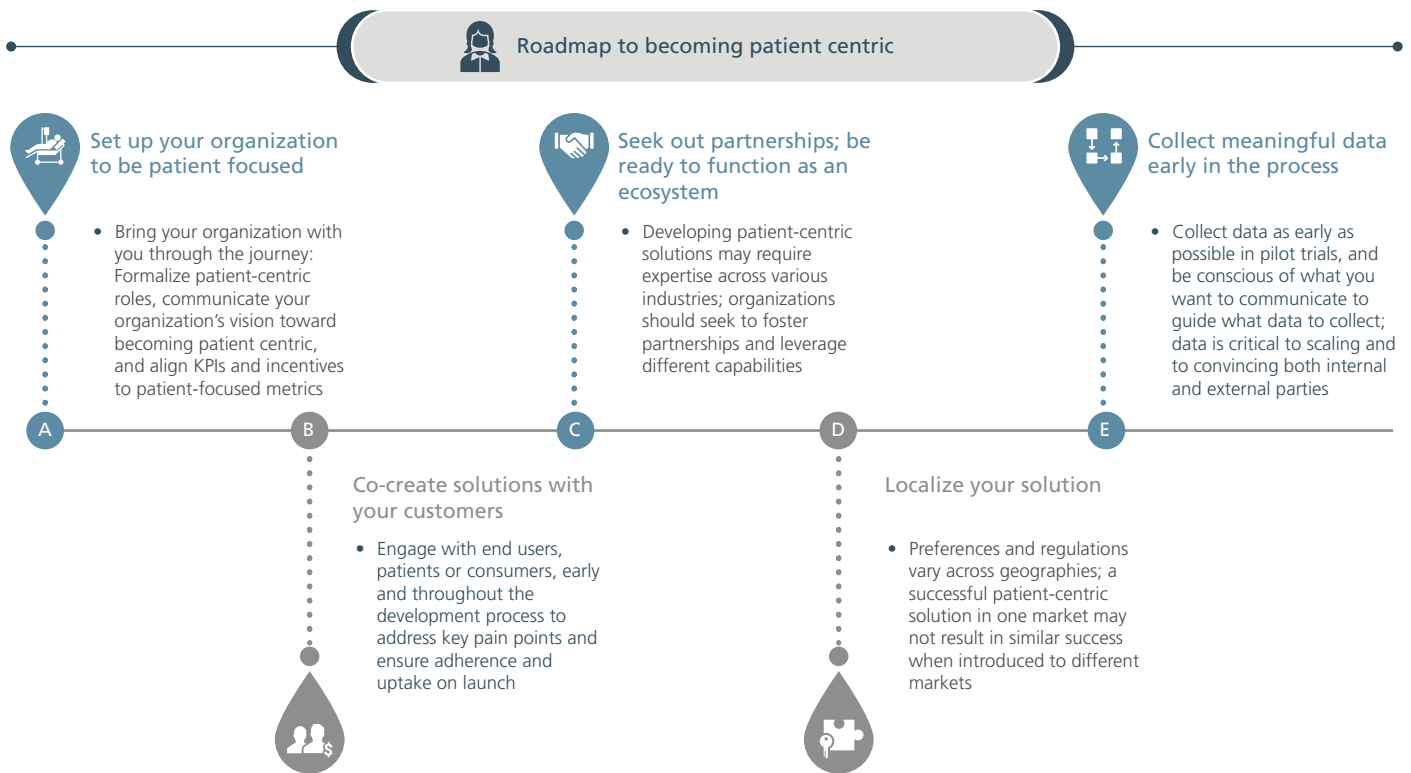 Roadmap to becoming patient centric
Set up your organization
to be patient focused
• Bring your organization with
you through the journey:
Formalize patient-centric
roles, communicate your
organization’s vision toward
becoming patient centric,
and align KPIs and incentives
to patient-focused metrics
A
Co-create solutions with
your customers
• Engage with end users,
patients or consumers, early
and throughout the
development process to
address key pain points and
ensure adherence and
uptake on launch
B
$
Seek out partnerships; be
ready to function as an
ecosystem
• Developing patient-centric
solutions may require
expertise across various
industries; organizations
should seek to foster
partnerships and leverage
different capabilities
C
Localize your solution
• Preferences and regulations
vary across geographies; a
successful patient-centric
solution in one market may
not result in similar success
when introduced to different
markets
D
Collect meaningful data
early in the process
• Collect data as early as
possible in pilot trials, and
be conscious of what you
want to communicate to
guide what data to collect;
data is critical to scaling and
to convincing both internal
and external parties
E